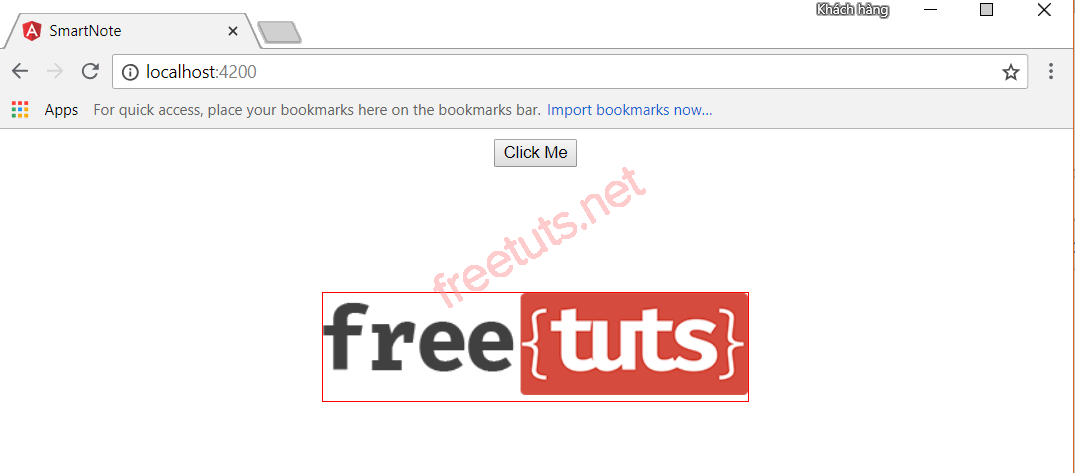 Khách hàng
SmartNote
localhost:4200
Apps For quick access, place your bookmarks here on the bookmarks bar. Import bookmarks now...
Click Me
freetuts.net
free{tuts}